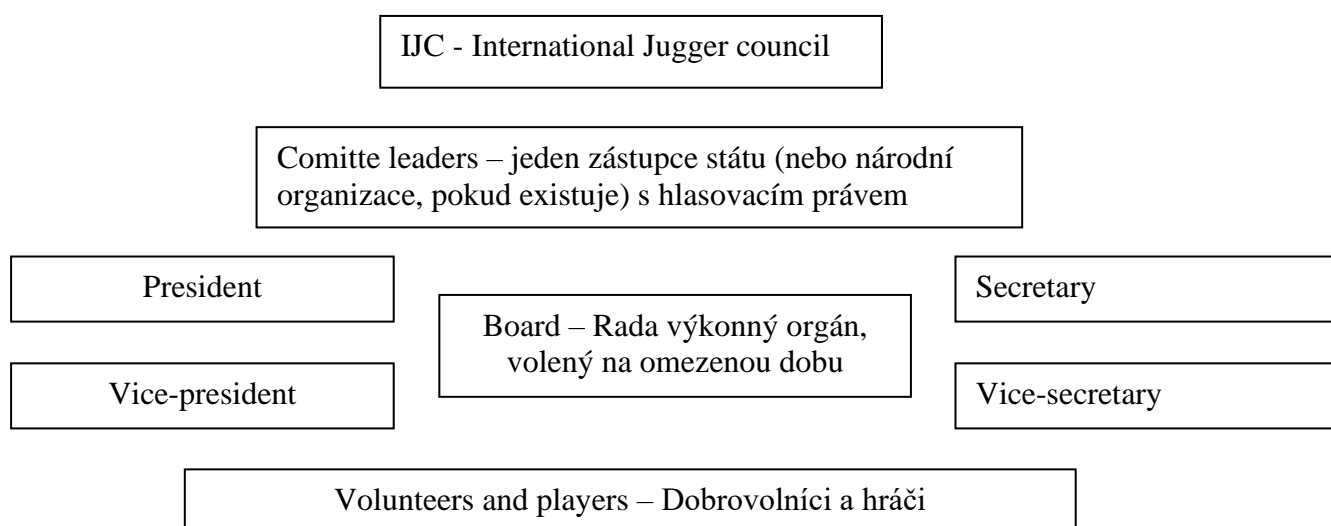 IJC - International Jugger council
Comitte leaders – jeden zástupce státu (nebo národní
organizace, pokud existuje) s hlasovacím právem
President
Secretary
Board – Rada výkonný orgán,
volený na omezenou dobu
Vice-president
Vice-secretary
Volunteers and players – Dobrovolníci a hráči